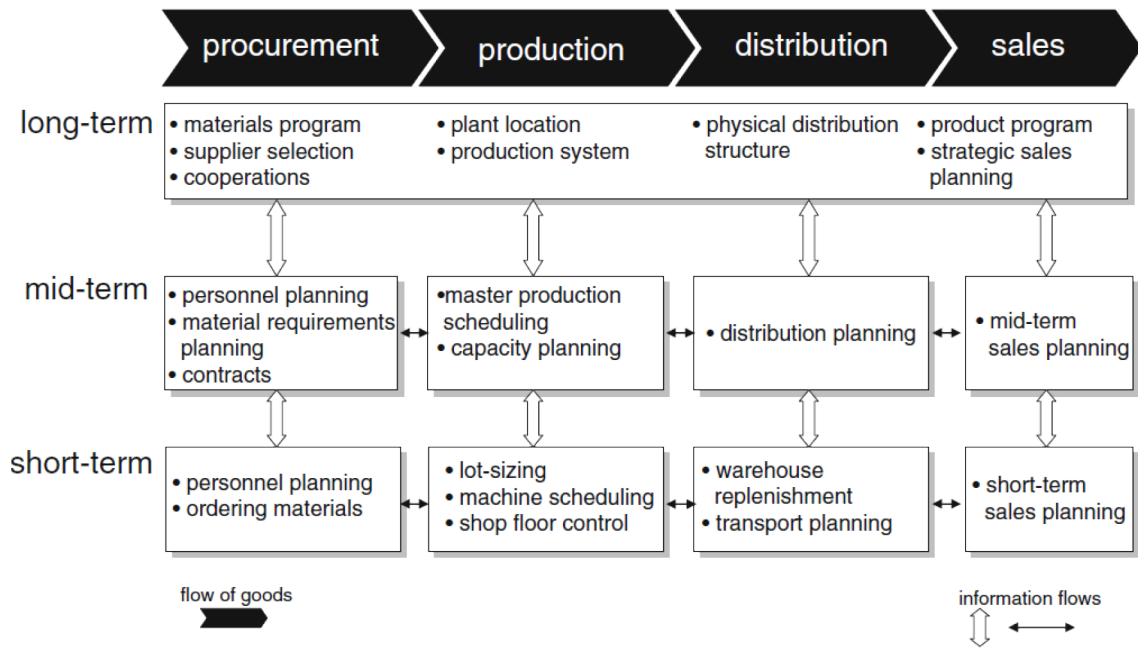 procurement
production
distribution
sales
long-term
• materials program
• supplier selection
• cooperations
• plant location
• production system
• physical distribution
structure
• product program
• strategic sales
planning
mid-term
• personnel planning
• material requirements
planning
• contracts
•master production
scheduling
• capacity planning
• distribution planning
• mid-term
sales planning
short-term
• personnel planning
• ordering materials
• lot-sizing
• machine scheduling
• shop floor control
• warehouse
replenishment
• transport planning
• short-term
sales planning
flow of goods
information flows